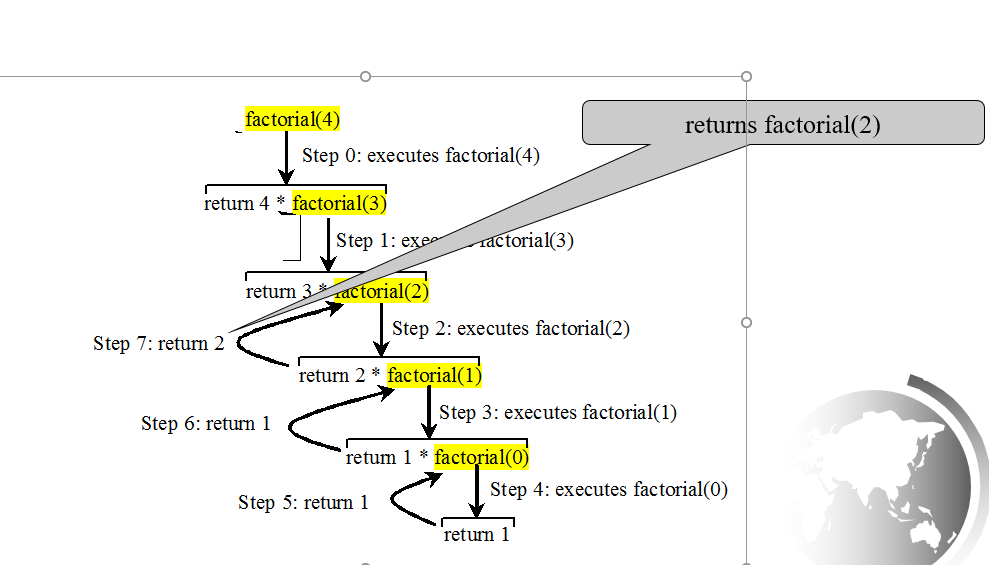 factorial(4)
returns factorial(2)
Step 0: executes factorial(4)
return 4 * factorial(3)
Step 1: factorial(3)
return 3 * factorial(2)
Step 2: executes factorial(2)
Step 7: return 2
return 2 * factorial(1)
Step 3: executes factorial(1)
Step 6: return 1
return 1 * factorial(0)
Step 4: executes factorial(0)
Step 5: return 1
return 1